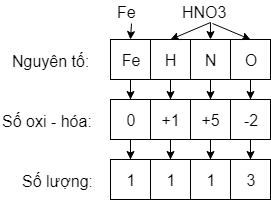 Fe HNO3
Nguyên tố: Fe H N O
Số oxi - hóa: 0 +1 +5 -2
Số lượng: 1 1 1 3